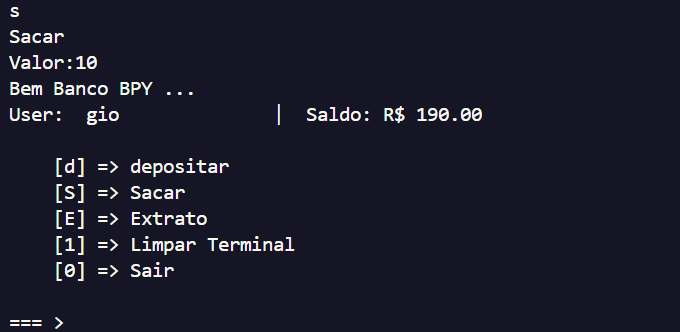 s
Sacar
Valor:10
Bem Banco BPY ...
User:  gio              |  Saldo: R$ 190.00
[d] => depositar
[S] => Sacar
[E] => Extrato
[1] => Limpar Terminal
[0] => Sair
=== >